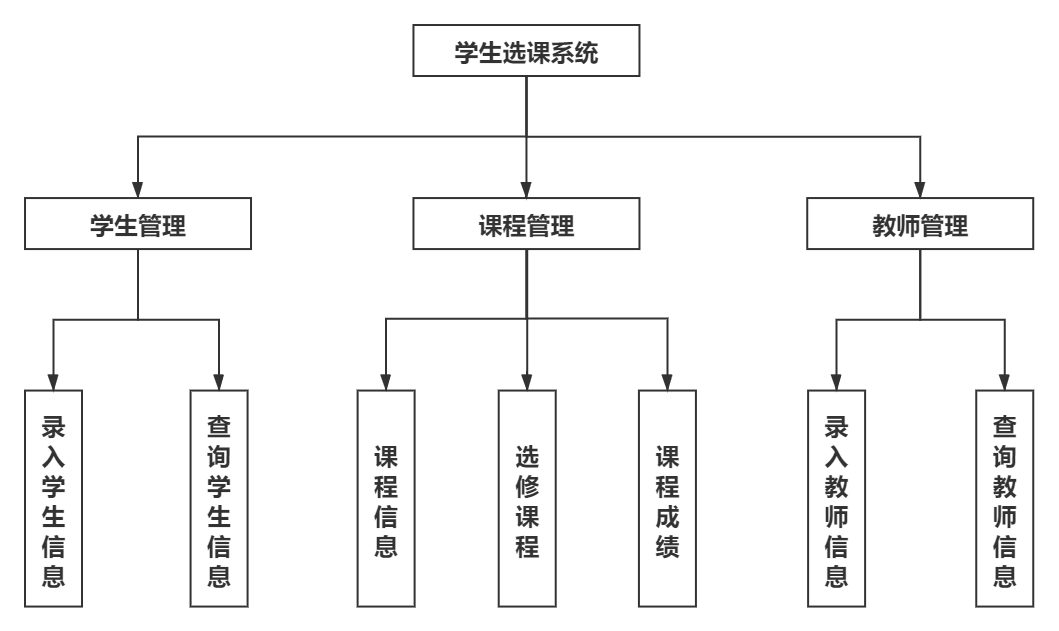 学生选课系统
学生管理
课程管理
教师管理
录入学生信息
查询学生信息
课程信息
选修课程
课程成绩
录入教师信息
查询教师信息